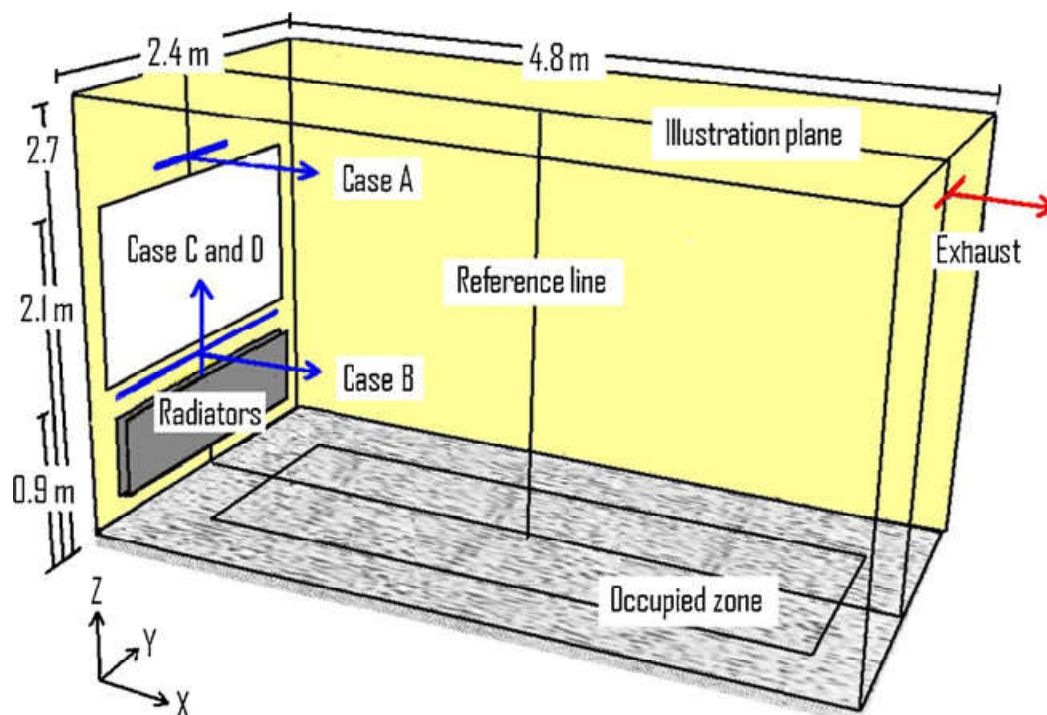 2.4 m
4.8 m
2.7
Illustration plane
Case A
Exhaust
Case C and D
Reference line
2.1 m
Case B
Radiators
0.9 m
Occupied zone
Z
Y
X